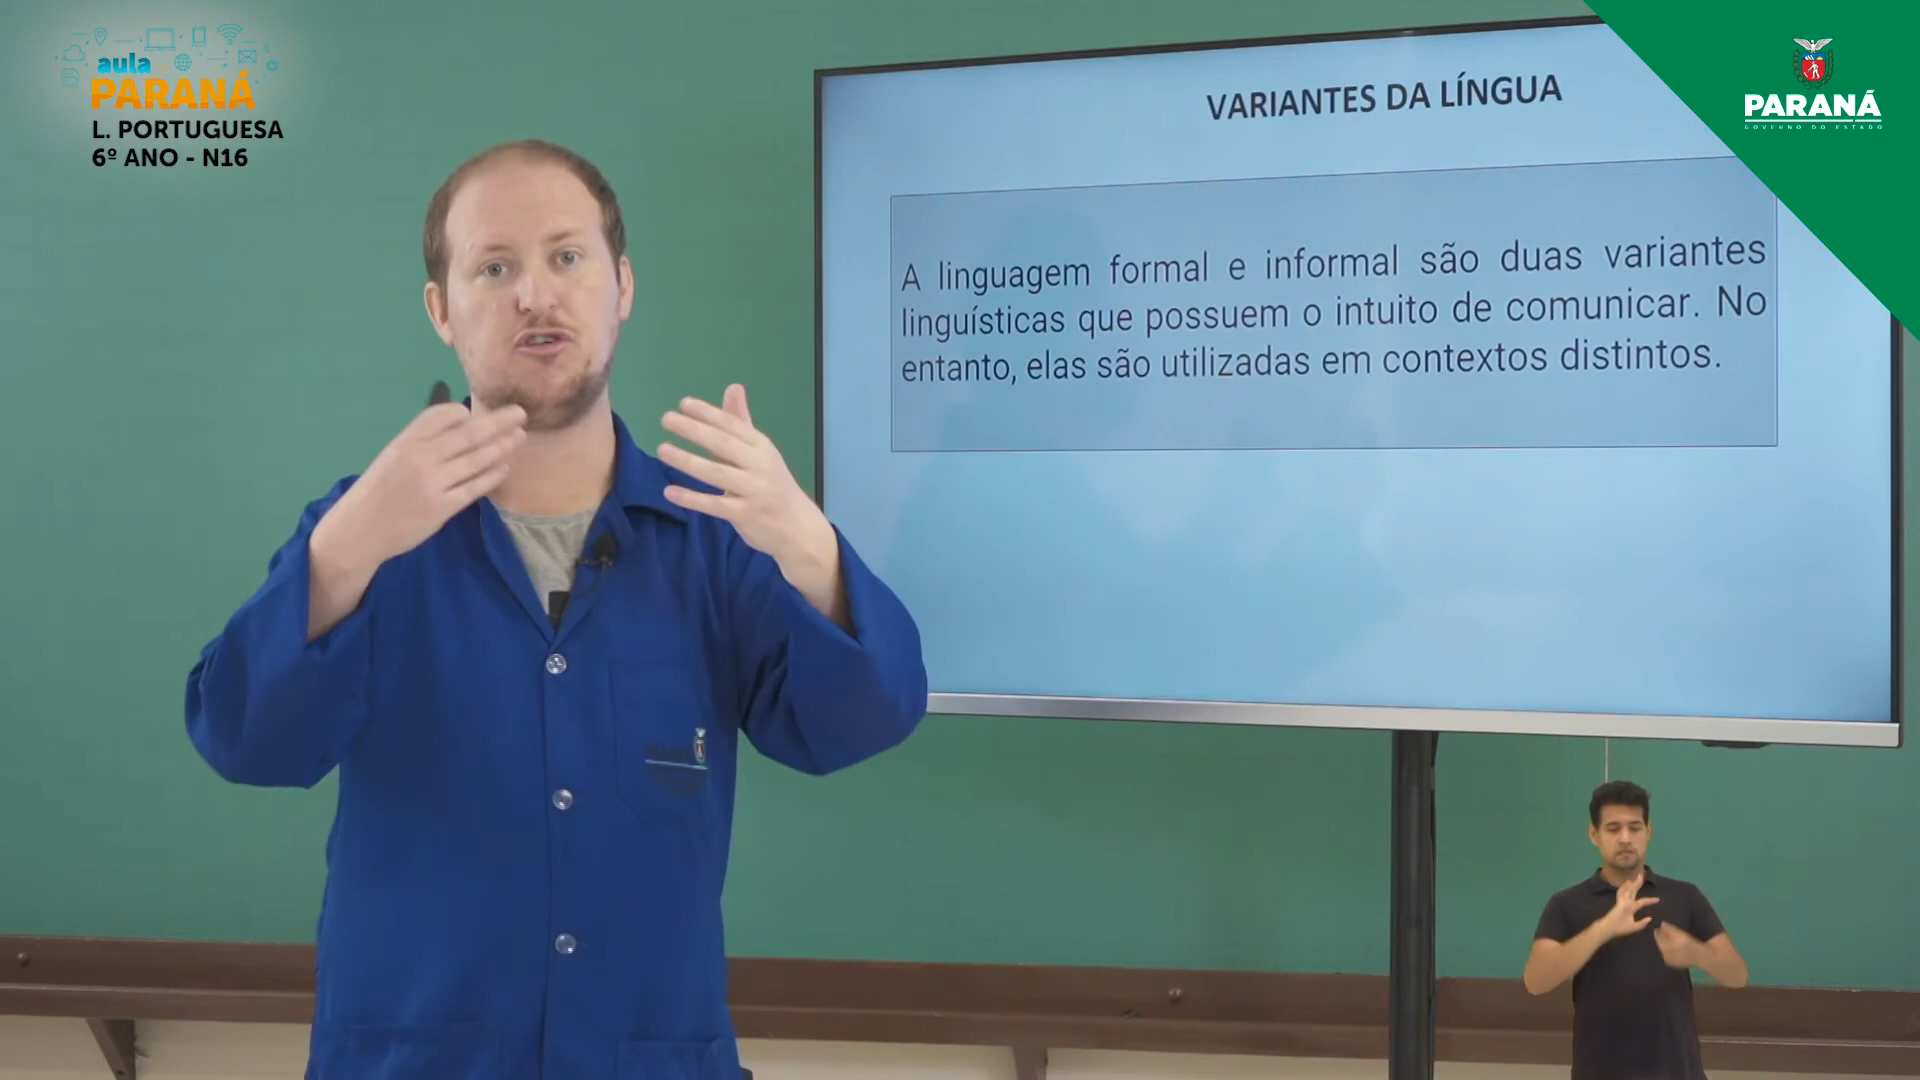 aula
PARANÁ
L. PORTUGUESA
6º ANO - N16
VARIANTES DA LÍNGUA
A linguagem formal e informal são duas variantes
linguísticas que possuem o intuito de comunicar. No
entanto, elas são utilizadas em contextos distintos.
PARANÁ
GOVERNO DO ESTADO